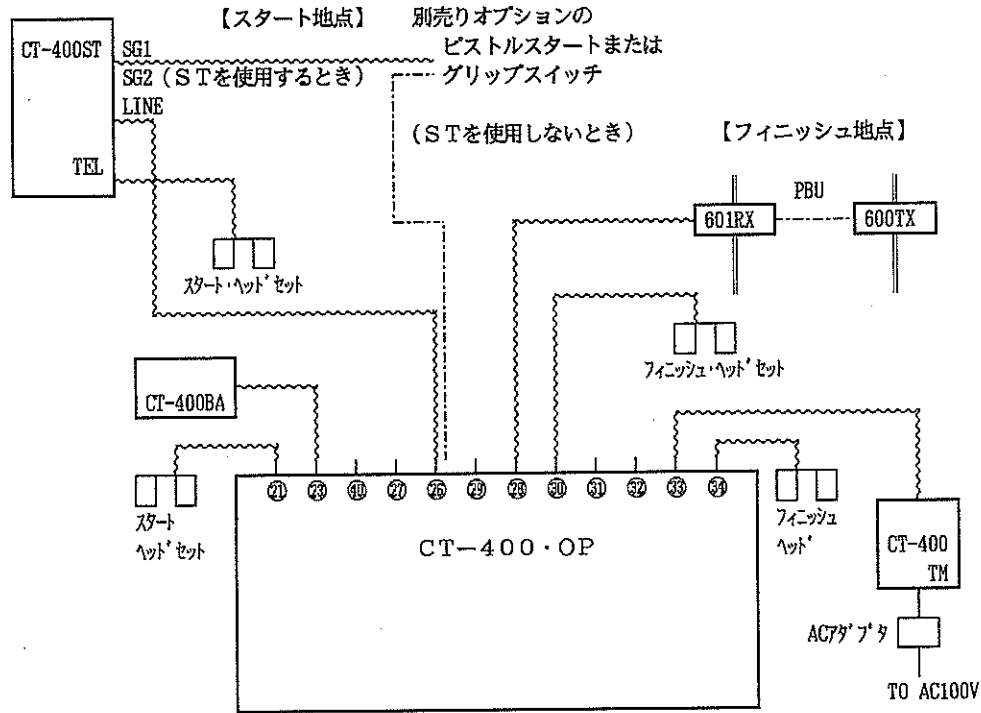 【スタート地点】 別売りオプションの
ピストルスタートまたは
グリップスイッチ
CT-400ST
SG1
SG2 (STを使用するとき)
LINE
TEL
(STを使用しないとき)
【フィニッシュ地点】
PBU
601RX
600TX
スタート・ヘッドセット
フィニッシュ・ヘッドセット
CT-400BA
スタート
ヘッドセット
㉑ ㉓ ㊵ ㉗ ㉖ ㉙ ㉘ ㉚ ㉛ ㉜ ㉝ ㉞
フィニッシュ
ヘッド
CT-400・OP
CT-400
TM
ACアダプタ
TO AC100V